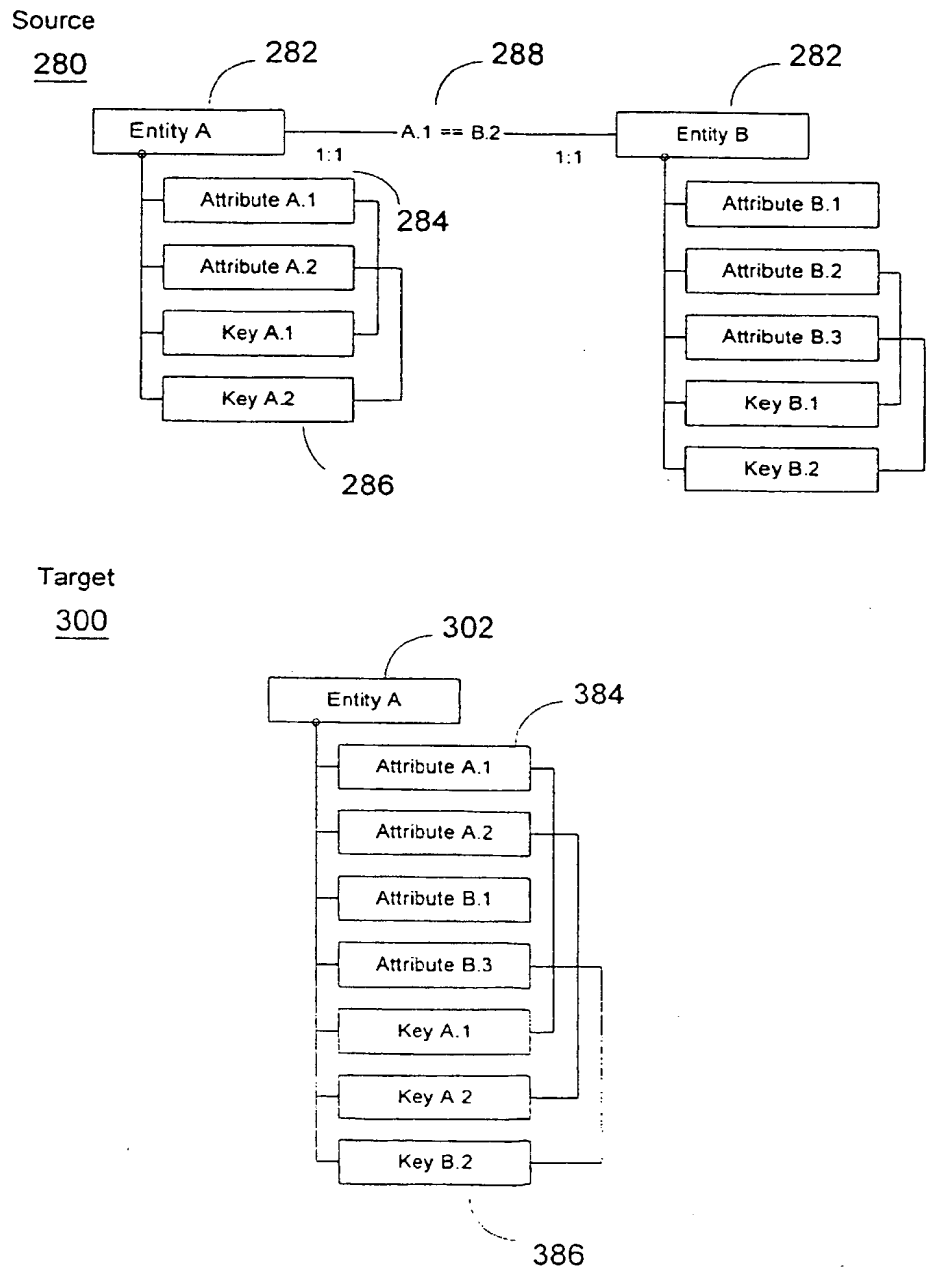 Source
280
282
288
282
Entity A
A.1 == B.2
Entity B
1:1
1:1
284
Attribute A.1
Attribute A.2
Key A.1
Key A.2
286
Attribute B.1
Attribute B.2
Attribute B.3
Key B.1
Key B.2
Target
300
302
Entity A
384
Attribute A.1
Attribute A.2
Attribute B.1
Attribute B.3
Key A.1
Key A 2
Key B.2
386